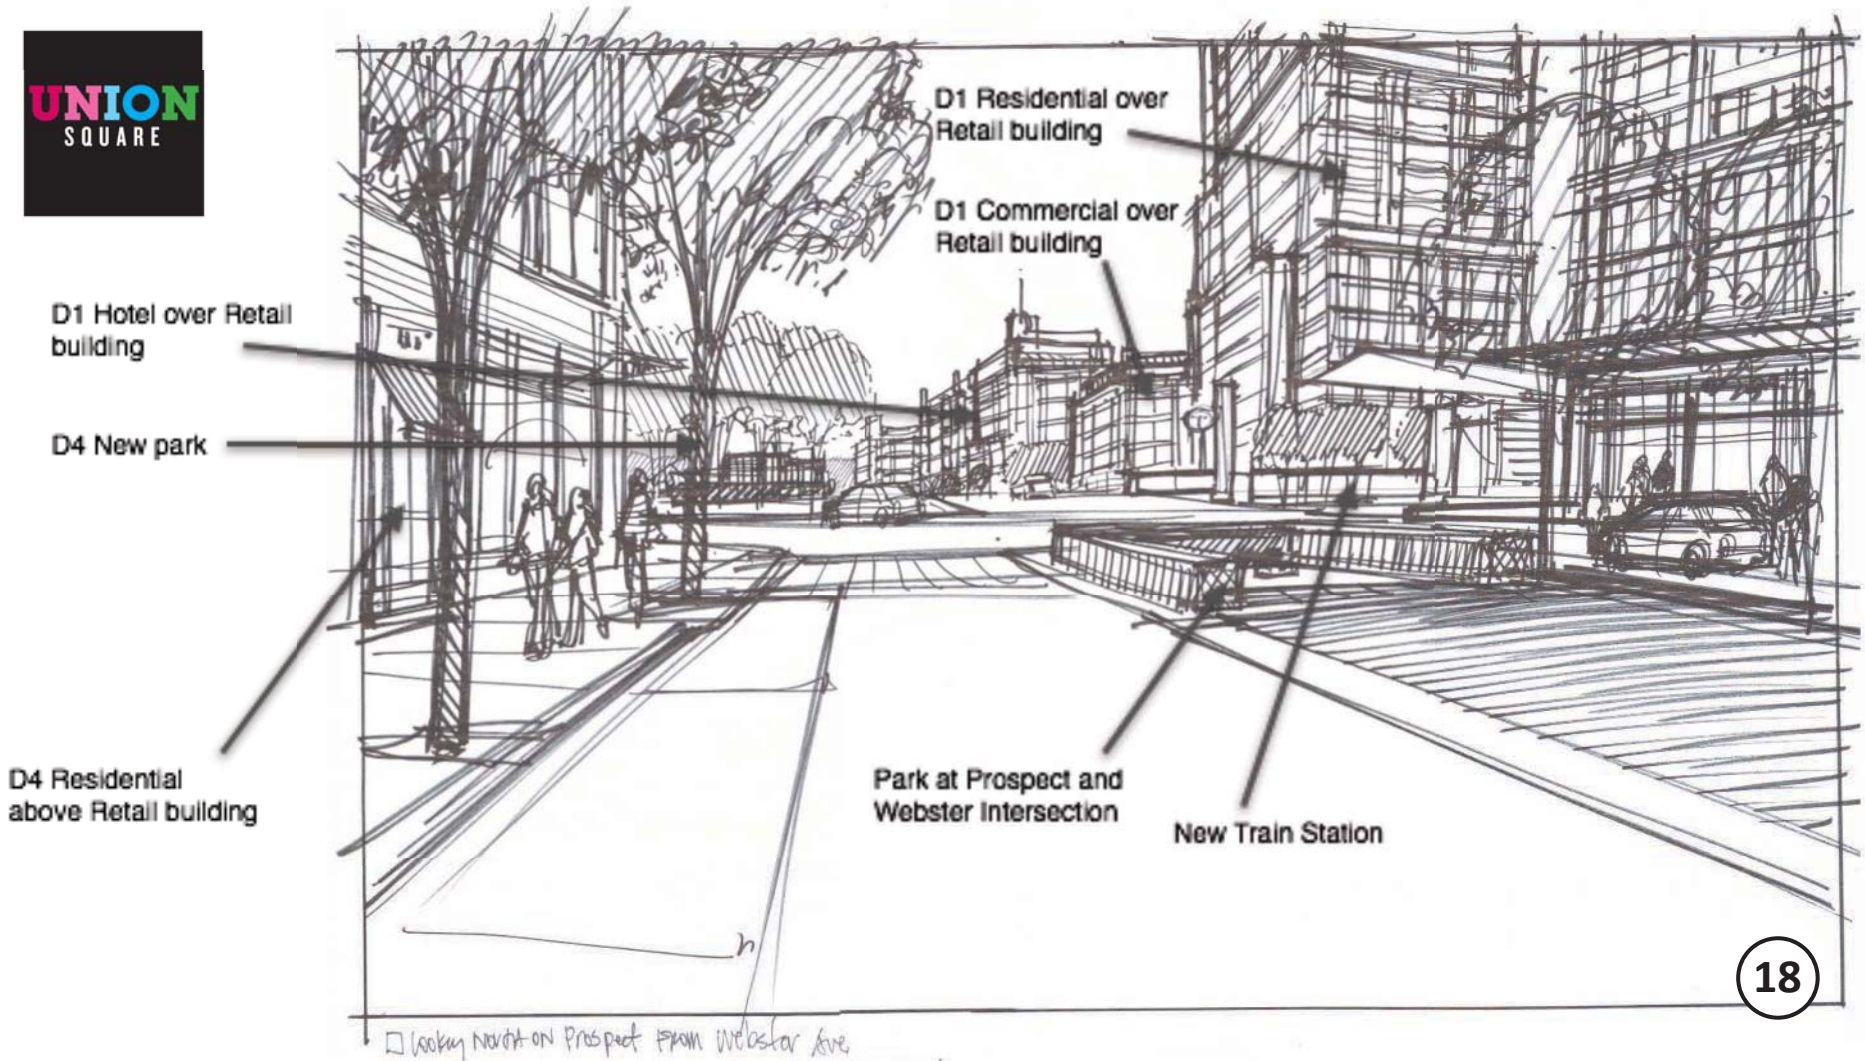 UNION
SQUARE
D1 Residential over
Retail building
D1 Commercial over
Retail building
D1 Hotel over Retail
building
D4 New park
D4 Residential
above Retail building
Park at Prospect and
Webster Intersection
New Train Station
18
Looking North on Prospect from Webster Ave